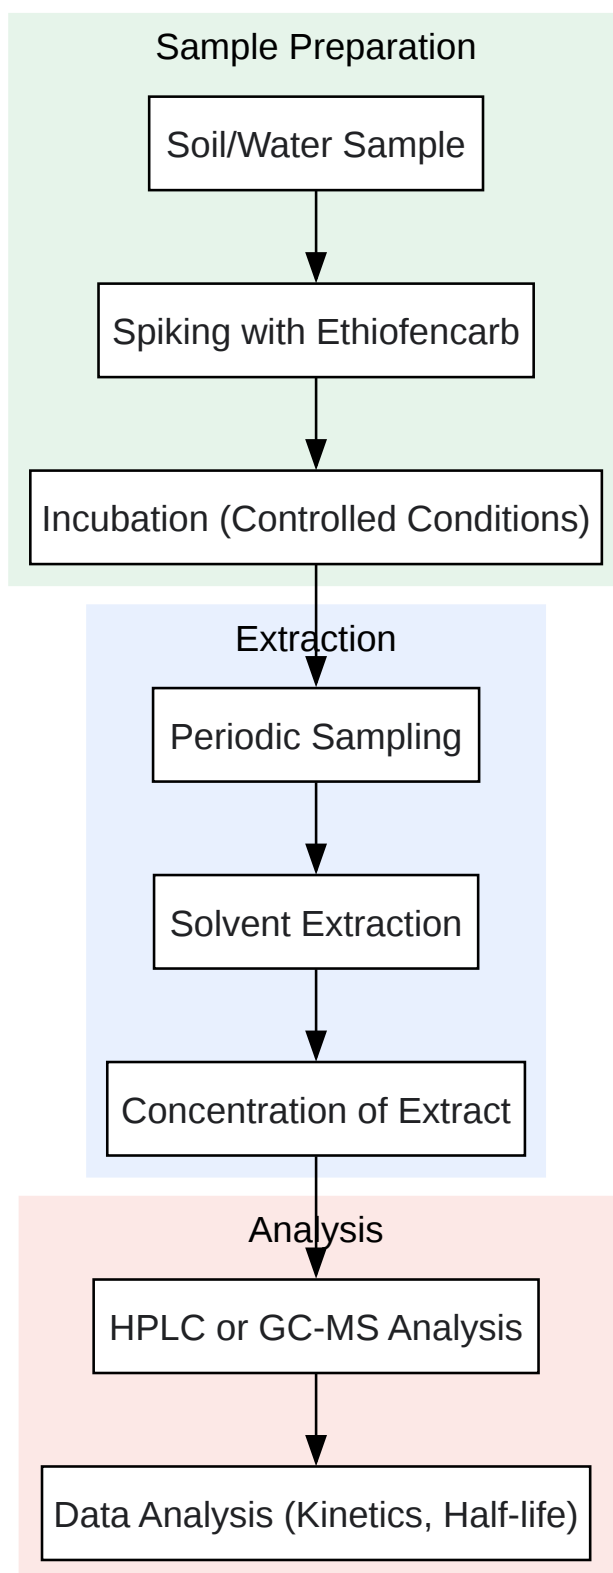 Sample Preparation
Soil/Water Sample
Spiking with Ethiofencarb
Incubation (Controlled Conditions)
Extraction
Periodic Sampling
Solvent Extraction
Concentration of Extract
Analysis
HPLC or GC-MS Analysis
Data Analysis (Kinetics, Half-life)